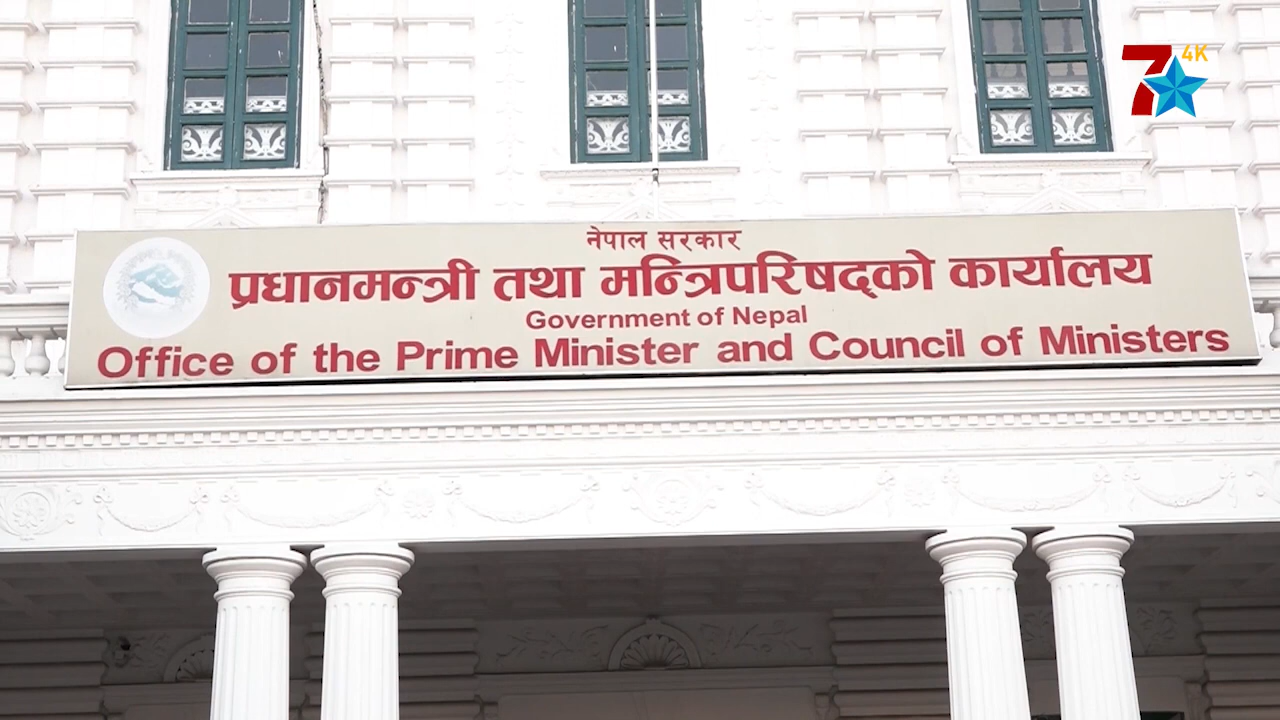 7 4K
नेपाल सरकार
प्रधानमन्त्री तथा मन्त्रिपरिषद्को कार्यालय
Government of Nepal
Office of the Prime Minister and Council of Ministers